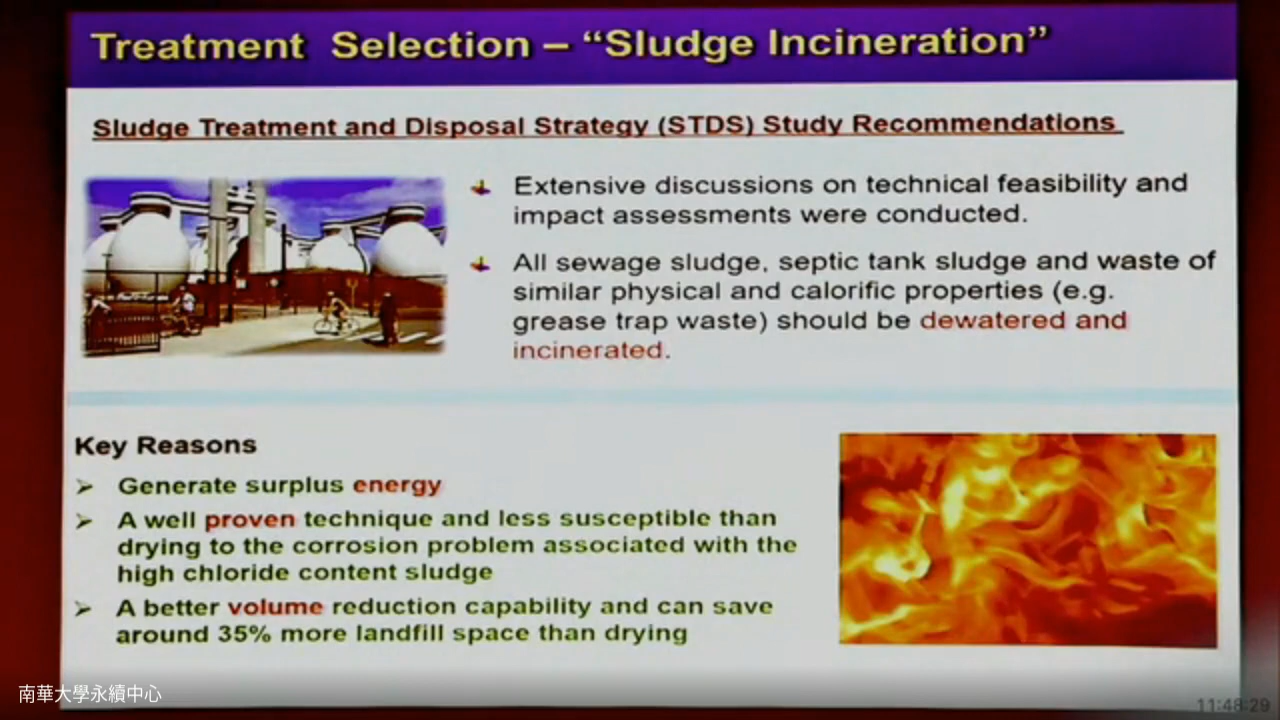 Treatment Selection – “Sludge Incineration”
Sludge Treatment and Disposal Strategy (STDS) Study Recommendations
Extensive discussions on technical feasibility and
impact assessments were conducted.
All sewage sludge, septic tank sludge and waste of
similar physical and calorific properties (e.g.
grease trap waste) should be dewatered and
incinerated.
Key Reasons
Generate surplus energy
A well proven technique and less susceptible than
drying to the corrosion problem associated with the
high chloride content sludge
A better volume reduction capability and can save
around 35% more landfill space than drying
南華大學永續中心
11:48:29